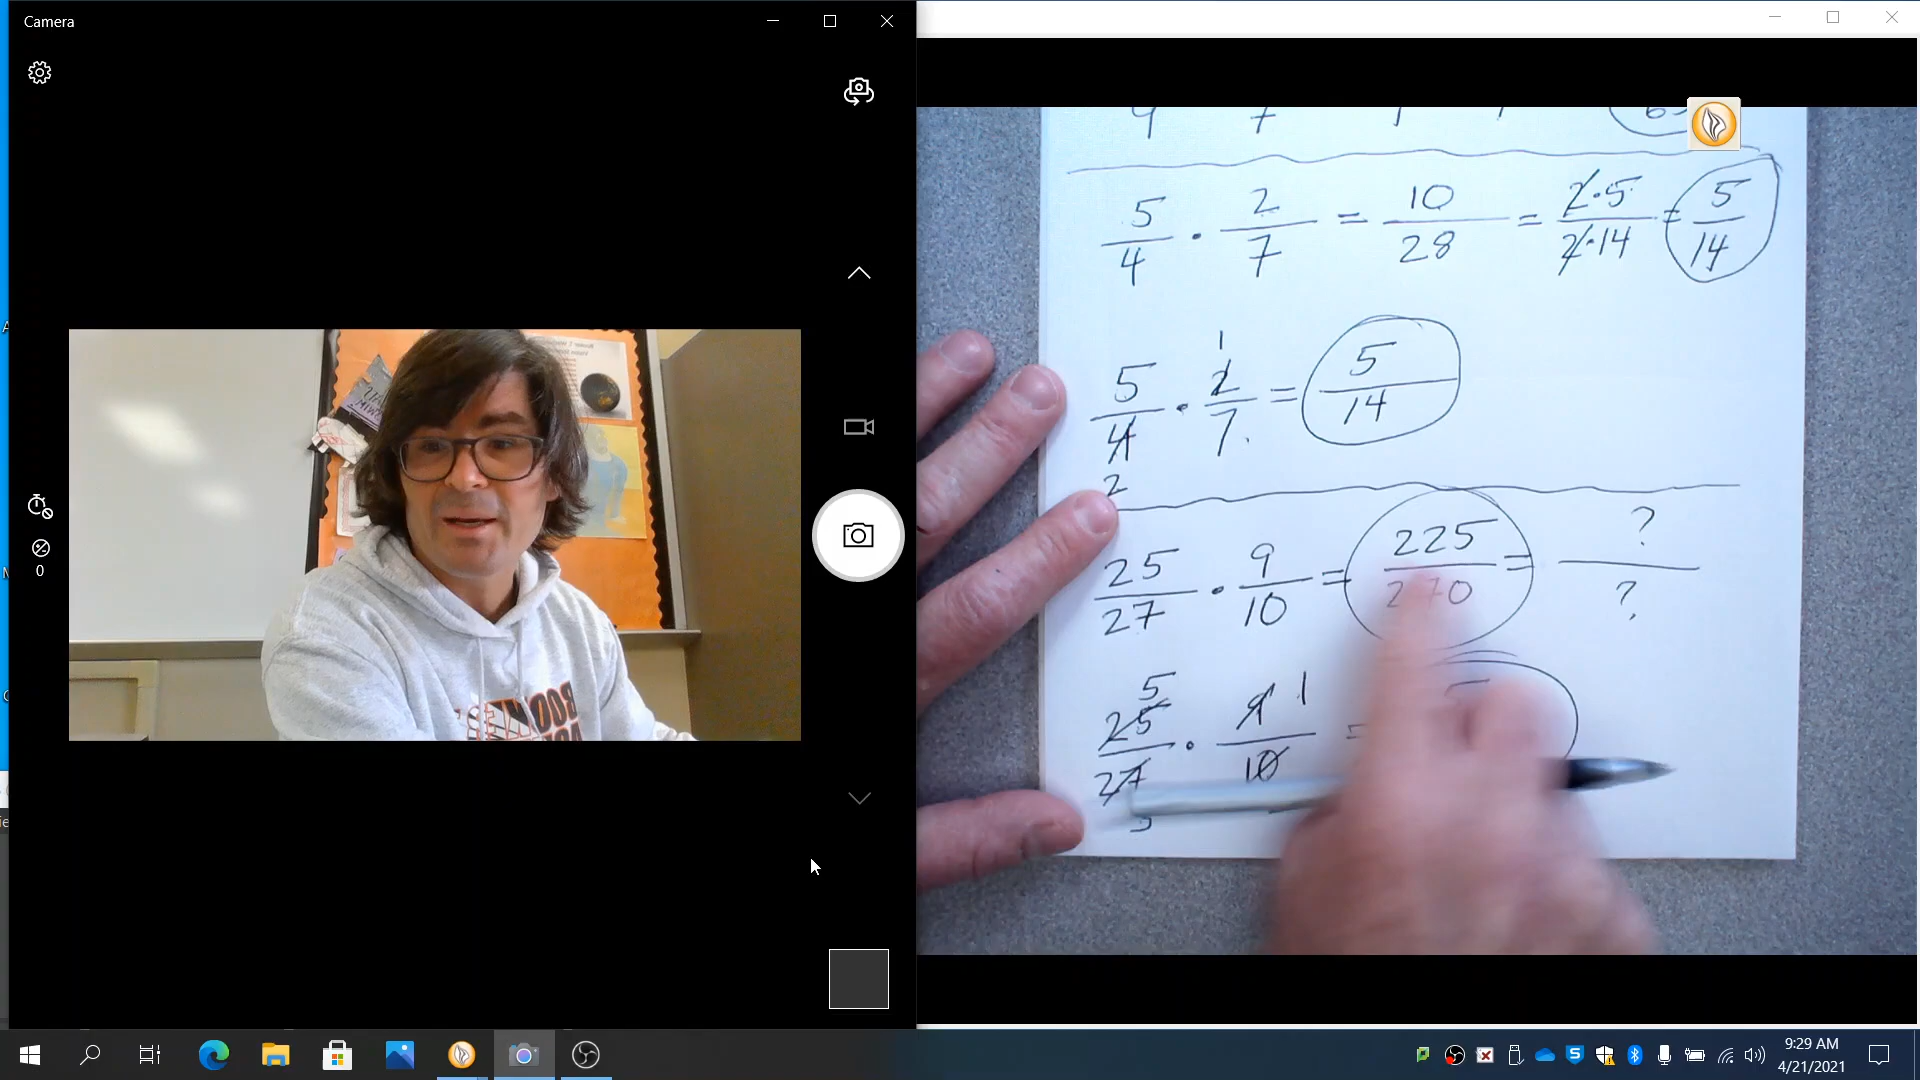 Camera
0
5/4 · 2/7 = 10/28 = 2·5/2·14 = 5/14
1
5/4 · 2/7 = 5/14
2
25/27 · 9/10 = 225/270 = ?/?
5 1
25/27 · 9/10 = 5
9:29 AM
4/21/2021